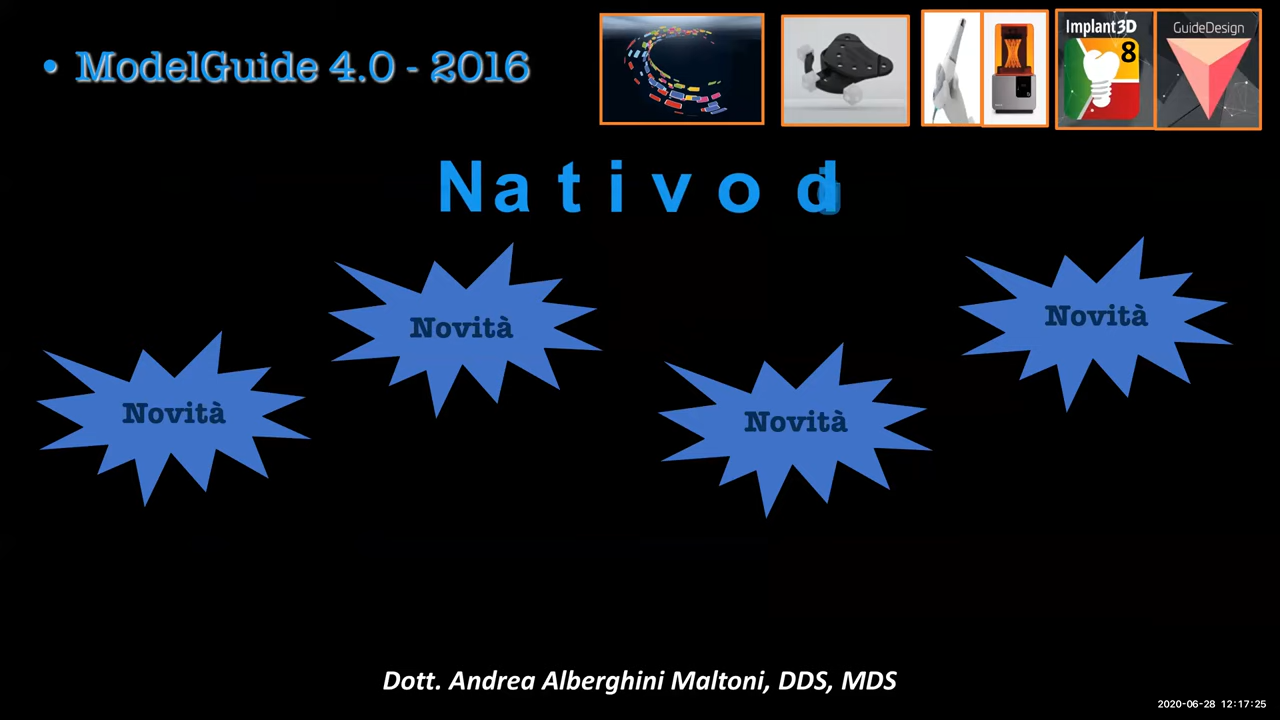 • ModelGuide 4.0 - 2016
Implant3D
8
GuideDesign
Nativo d
Novità
Novità
Novità
Novità
Dott. Andrea Alberghini Maltoni, DDS, MDS
2020-06-28 12:17:25